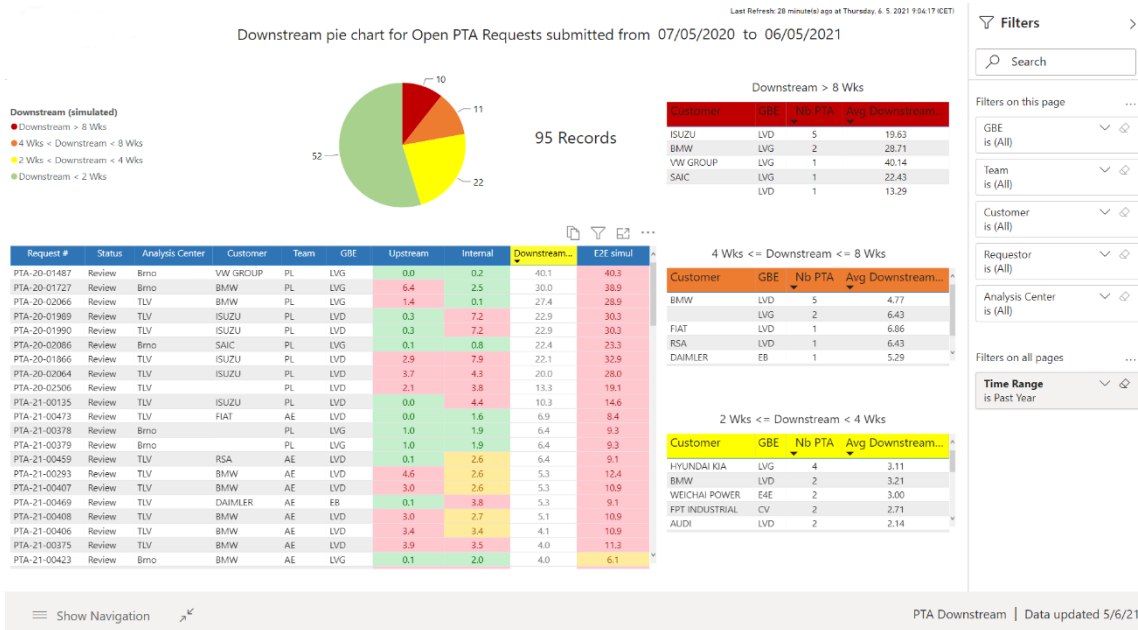 Last Refresh: 28 minute(s) ago at Thursday, 6. 5. 2021 9:04:17 (CET)
Downstream pie chart for Open PTA Requests submitted from 07/05/2020 to 06/05/2021
Downstream (simulated)
Downstream > 8 Wks
4 Wks < Downstream < 8 Wks
2 Wks < Downstream < 4 Wks
Downstream < 2 Wks
10
11
22
52
95 Records
Downstream > 8 Wks
Customer GBE Nb PTA Avg Downstream...
ISUZU LVD 5 19.63
BMW LVG 2 28.71
VW GROUP LVG 1 40.14
SAIC LVG 1 22.43
LVD 1 13.29
Request # Status Analysis Center Customer Team GBE Upstream Internal Downstream... E2E simul
PTA-20-01487 Review Brno VW GROUP PL LVG 0.0 0.2 40.1 40.3
PTA-20-01727 Review Brno BMW PL LVG 6.4 2.5 30.0 38.9
PTA-20-02066 Review TLV BMW PL LVG 1.4 0.1 27.4 28.9
PTA-20-01989 Review TLV ISUZU PL LVD 0.3 7.2 22.9 30.3
PTA-20-01990 Review TLV ISUZU PL LVD 0.3 7.2 22.9 30.3
PTA-20-02086 Review Brno SAIC PL LVG 0.1 0.8 22.4 23.3
PTA-20-01866 Review TLV ISUZU PL LVD 2.9 7.9 22.1 32.9
PTA-20-02064 Review TLV ISUZU PL LVD 3.7 4.3 20.0 28.0
PTA-20-02506 Review TLV PL LVD 2.1 3.8 13.3 19.1
PTA-21-00135 Review TLV ISUZU PL LVD 0.0 4.4 10.3 14.6
PTA-21-00473 Review TLV FIAT AE LVD 0.0 1.6 6.9 8.4
PTA-21-00378 Review Brno PL LVG 1.0 1.9 6.4 9.3
PTA-21-00379 Review Brno PL LVG 1.0 1.9 6.4 9.3
PTA-21-00459 Review TLV RSA AE LVD 0.1 2.6 6.4 9.1
PTA-21-00293 Review TLV BMW AE LVD 4.6 2.6 5.3 12.4
PTA-21-00407 Review TLV BMW AE LVD 3.0 2.6 5.3 10.9
PTA-21-00469 Review TLV DAIMLER AE EB 0.1 3.8 5.3 9.1
PTA-21-00408 Review TLV BMW AE LVD 3.0 2.7 5.1 10.9
PTA-21-00406 Review TLV BMW AE LVD 3.4 3.4 4.1 10.9
PTA-21-00375 Review TLV BMW AE LVD 3.9 3.5 4.0 11.3
PTA-21-00423 Review Brno BMW AE LVG 0.1 2.0 4.0 6.1
4 Wks <= Downstream <= 8 Wks
Customer GBE Nb PTA Avg Downstream...
BMW LVD 5 4.77
LVG 2 6.43
FIAT LVD 1 6.86
RSA LVD 1 6.43
DAIMLER EB 1 5.29
2 Wks <= Downstream < 4 Wks
Customer GBE Nb PTA Avg Downstream...
HYUNDAI KIA LVG 4 3.11
BMW LVD 2 3.21
WEICHAI POWER E4E 2 3.00
FPT INDUSTRIAL CV 2 2.71
AUDI LVD 2 2.14
Filters
Search
Filters on this page
GBE
is (All)
Team
is (All)
Customer
is (All)
Requestor
is (All)
Analysis Center
is (All)
Filters on all pages
Time Range
is Past Year
Show Navigation
PTA Downstream | Data updated 5/6/21